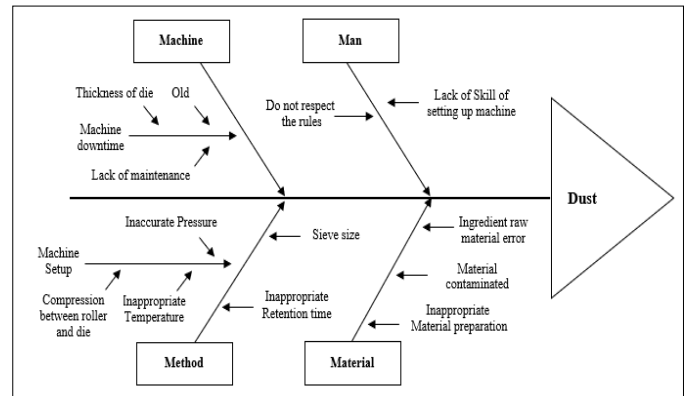 Machine
Man
Thickness of die
Old
Machine
downtime
Lack of maintenance
Do not respect
the rules
Lack of Skill of
setting up machine
Dust
Inaccurate Pressure
Sieve size
Machine
Setup
Compression
between roller
and die
Inappropriate
Temperature
Inappropriate
Retention time
Ingredient raw
material error
Material
contaminated
Inappropriate
Material preparation
Method
Material